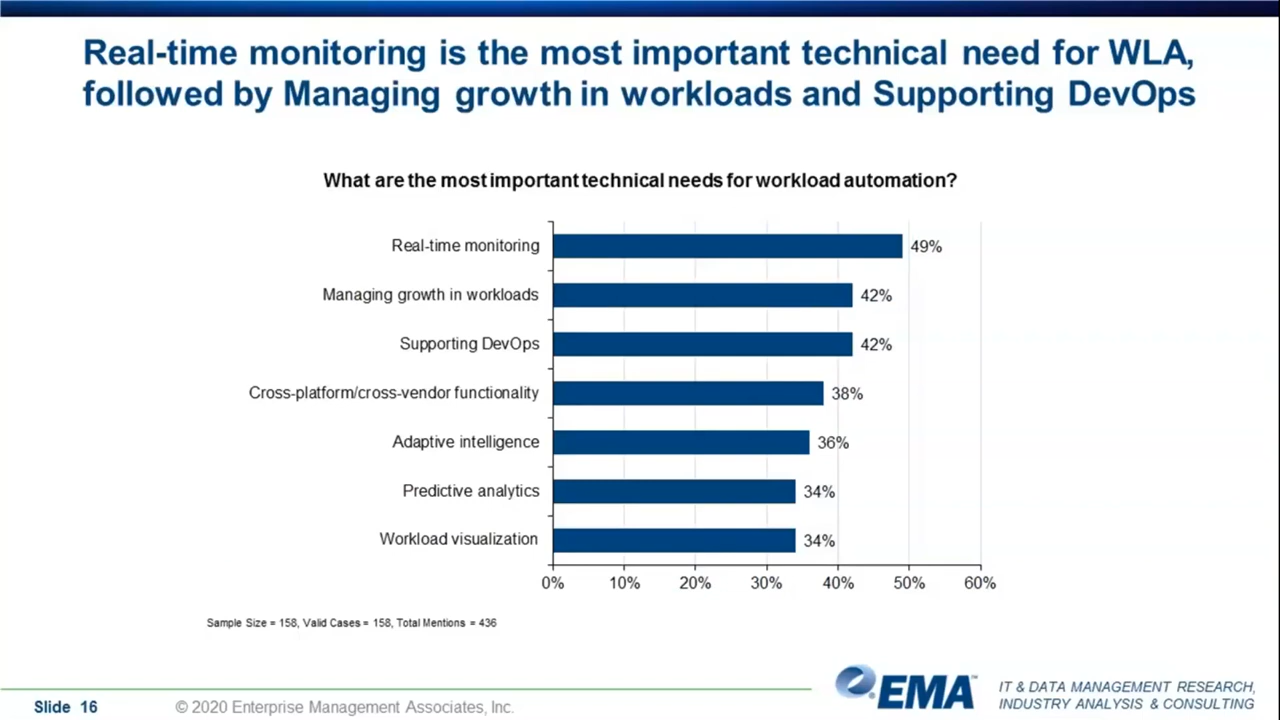 Real-time monitoring is the most important technical need for WLA,
followed by Managing growth in workloads and Supporting DevOps
What are the most important technical needs for workload automation?
Real-time monitoring 49%
Managing growth in workloads 42%
Supporting DevOps 42%
Cross-platform/cross-vendor functionality 38%
Adaptive intelligence 36%
Predictive analytics 34%
Workload visualization 34%
0% 10% 20% 30% 40% 50% 60%
Sample Size = 158, Valid Cases = 158, Total Mentions = 436
Slide 16 © 2020 Enterprise Management Associates, Inc.
EMA™
IT & DATA MANAGEMENT RESEARCH,
INDUSTRY ANALYSIS & CONSULTING